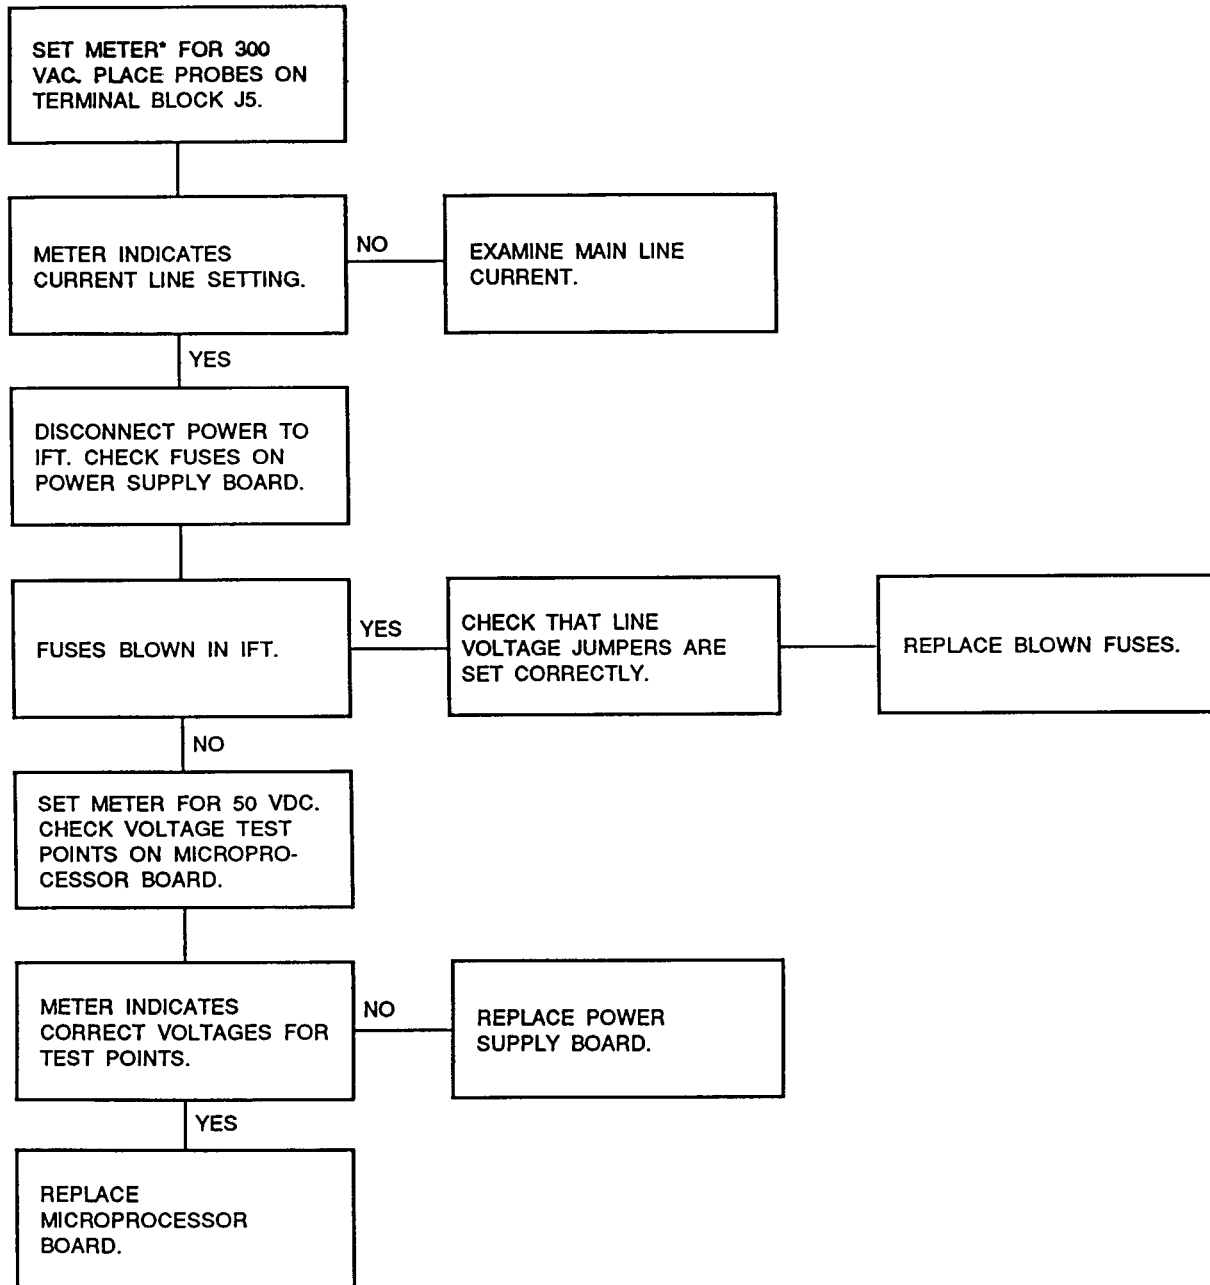 SET METER* FOR 300
VAC. PLACE PROBES ON
TERMINAL BLOCK J5.
METER INDICATES
CURRENT LINE SETTING.
NO
EXAMINE MAIN LINE
CURRENT.
YES
DISCONNECT POWER TO
IFT. CHECK FUSES ON
POWER SUPPLY BOARD.
FUSES BLOWN IN IFT.
YES
CHECK THAT LINE
VOLTAGE JUMPERS ARE
SET CORRECTLY.
REPLACE BLOWN FUSES.
NO
SET METER FOR 50 VDC.
CHECK VOLTAGE TEST
POINTS ON MICROPRO-
CESSOR BOARD.
METER INDICATES
CORRECT VOLTAGES FOR
TEST POINTS.
NO
REPLACE POWER
SUPPLY BOARD.
YES
REPLACE
MICROPROCESSOR
BOARD.